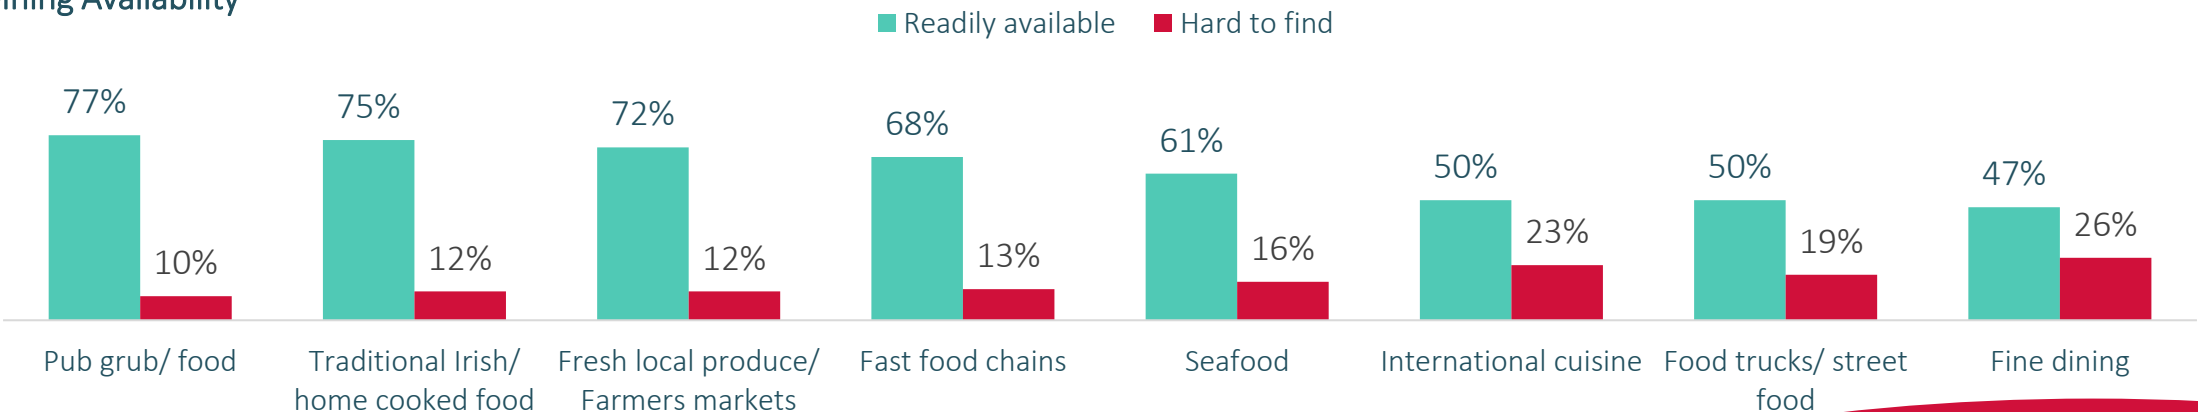 Availability
Readily available
Hard to find
77% 75% 72% 68% 61% 50% 50% 47%
10% 12% 12% 13% 16% 23% 19% 26%
Pub grub/ food
Traditional Irish/
home cooked food
Fresh local produce/
Farmers markets
Fast food chains
Seafood
International cuisine
Food trucks/ street
food
Fine dining